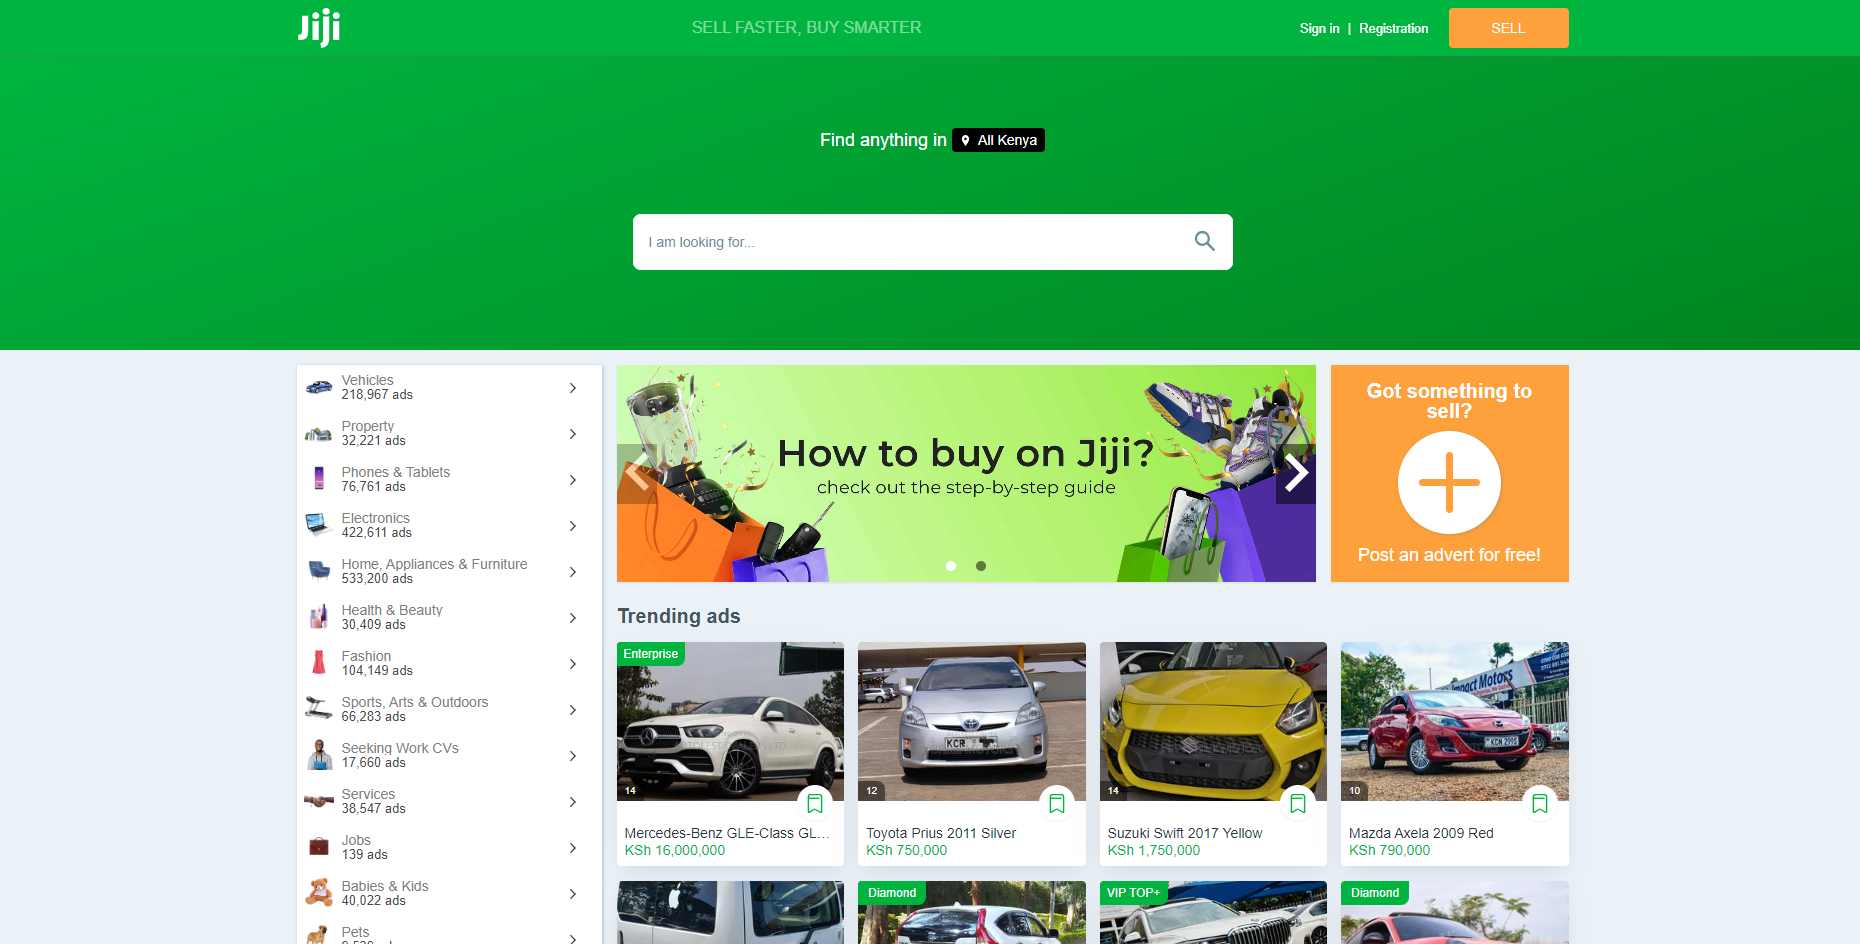 Jiji
SELL FASTER, BUY SMARTER
Sign in | Registration
SELL
Find anything in All Kenya
I am looking for...
Vehicles
218,967 ads
Property
32,221 ads
Phones & Tablets
76,761 ads
Electronics
422,611 ads
Home, Appliances & Furniture
533,200 ads
Health & Beauty
30,409 ads
Fashion
104,149 ads
Sports, Arts & Outdoors
66,283 ads
Seeking Work CVs
17,660 ads
Services
38,547 ads
Jobs
139 ads
Babies & Kids
40,022 ads
Pets
How to buy on Jiji?
check out the step-by-step guide
Got something to
sell?
Post an advert for free!
Trending ads
Enterprise
14
Mercedes-Benz GLE-Class GL...
KSh 16,000,000
KCR
12
Toyota Prius 2011 Silver
KSh 750,000
14
Suzuki Swift 2017 Yellow
KSh 1,750,000
Impact Motors
10
Mazda Axela 2009 Red
KSh 790,000
Diamond
VIP TOP+
Diamond